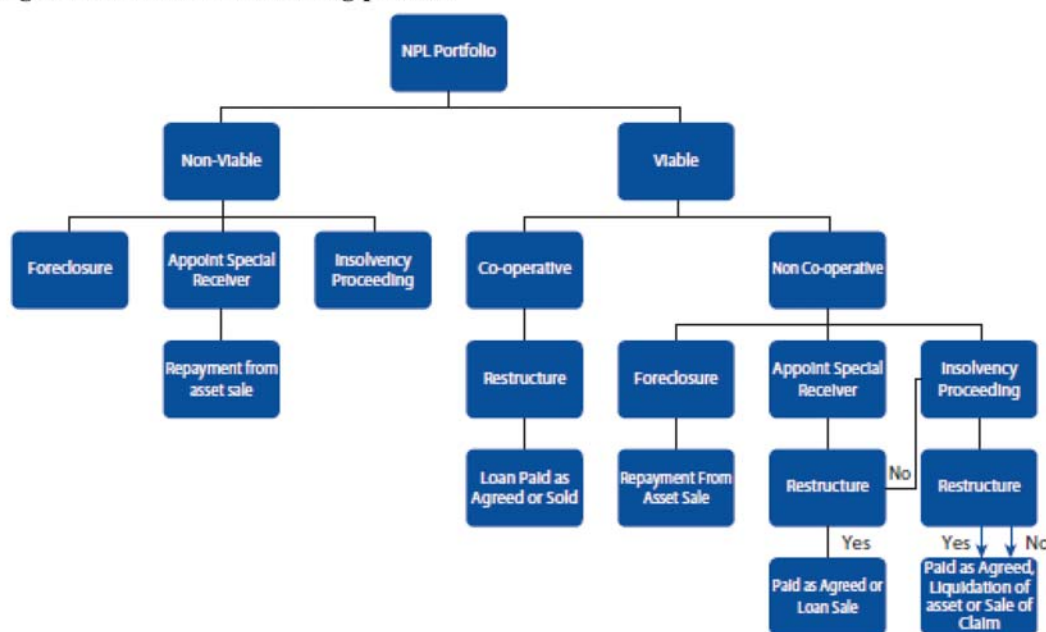 NPL Portfolio
Non-Viable
Viable
Foreclosure
Appoint Special
Receiver
Insolvency
Proceeding
Co-operative
Non Co-operative
Repayment from
asset sale
Restructure
Foreclosure
Appoint Special
Receiver
Insolvency
Proceeding
Loan Paid as
Agreed or Sold
Repayment From
Asset Sale
Restructure
No
Restructure
Yes
Yes
No
Paid as Agreed or
Loan Sale
Paid as Agreed,
Liquidation of
asset or Sale of
Claim